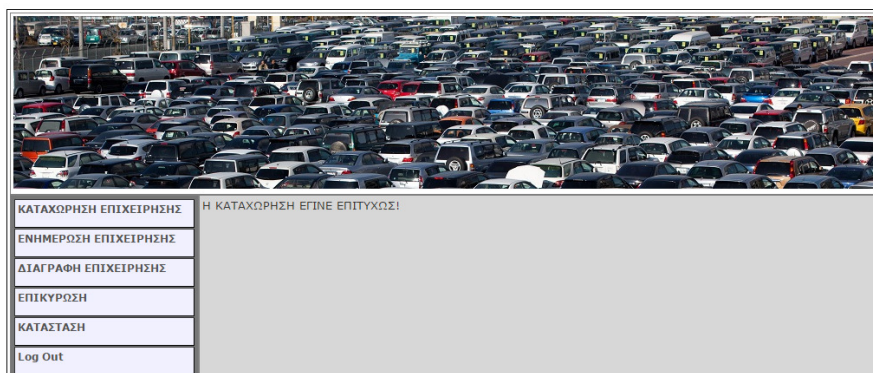 ΚΑΤΑΧΩΡΗΣΗ ΕΠΙΧΕΙΡΗΣΗΣ
Η ΚΑΤΑΧΩΡΗΣΗ ΕΓΙΝΕ ΕΠΙΤΥΧΩΣ!
ΕΝΗΜΕΡΩΣΗ ΕΠΙΧΕΙΡΗΣΗΣ
ΔΙΑΓΡΑΦΗ ΕΠΙΧΕΙΡΗΣΗΣ
ΕΠΙΚΥΡΩΣΗ
ΚΑΤΑΣΤΑΣΗ
Log Out